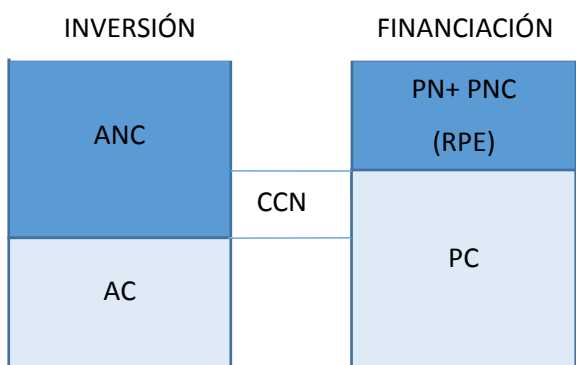 INVERSIÓN
FINANCIACIÓN
ANC
PN+ PNC
(RPE)
CCN
AC
PC